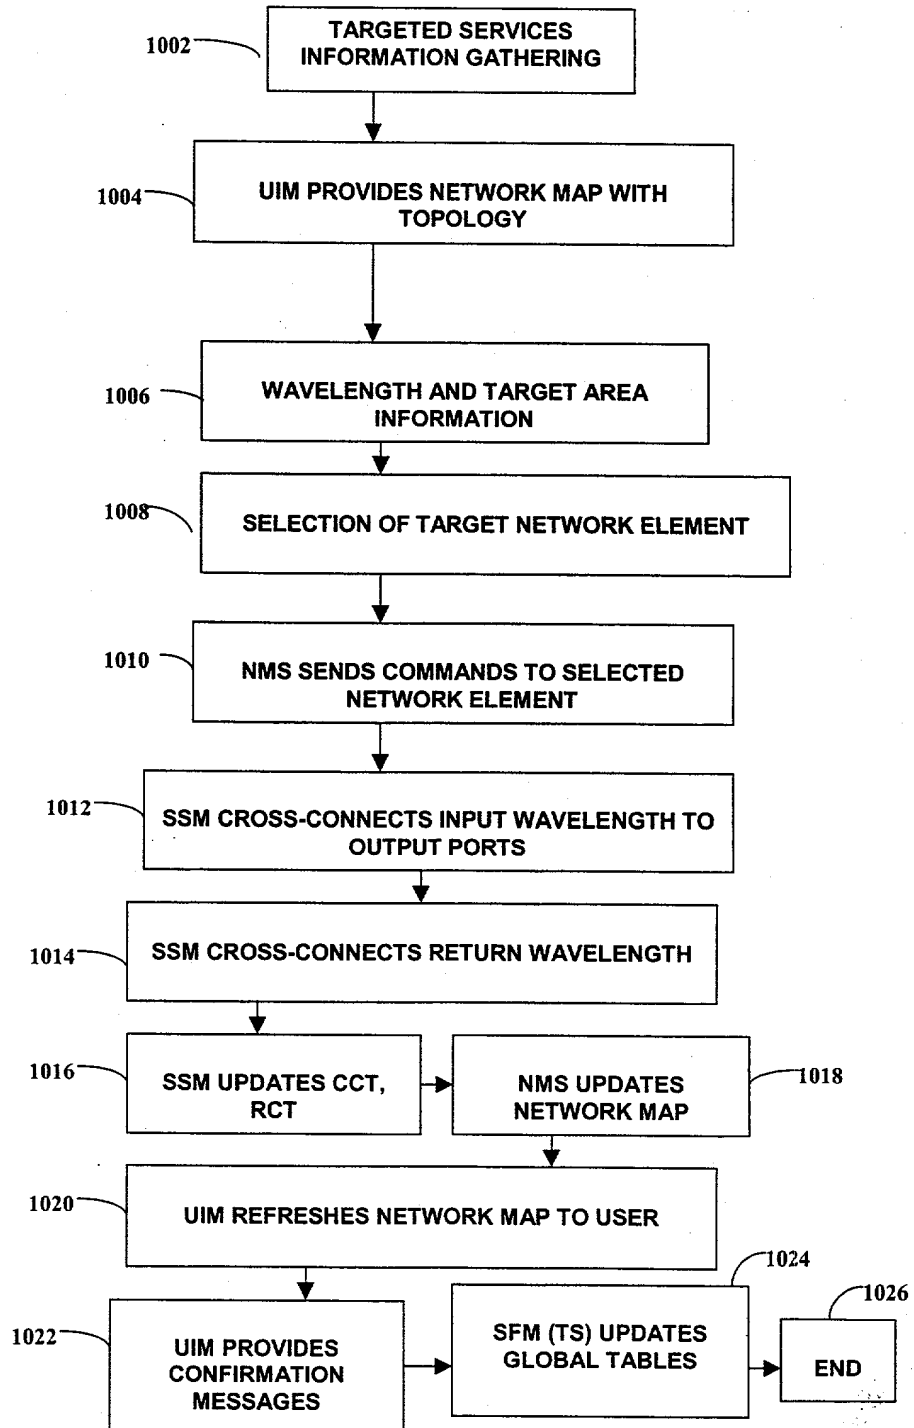 TARGETED SERVICES
1002
INFORMATION GATHERING
UIM PROVIDES NETWORK MAP WITH
1004
TOPOLOGY
WAVELENGTH AND TARGET AREA
1006
INFORMATION
1008
SELECTION OF TARGET NETWORK ELEMENT
1010
NMS SENDS COMMANDS TO SELECTED
NETWORK ELEMENT
1012
SSM CROSS-CONNECTS INPUT WAVELENGTH TO
OUTPUT PORTS
1014
SSM CROSS-CONNECTS RETURN WAVELENGTH
1016
SSM UPDATES CCT,
RCT
NMS UPDATES
NETWORK MAP
1018
1020
UIM REFRESHES NETWORK MAP TO USER
1022
UIM PROVIDES
CONFIRMATION
MESSAGES
1024
SFM (TS) UPDATES
GLOBAL TABLES
1026
END